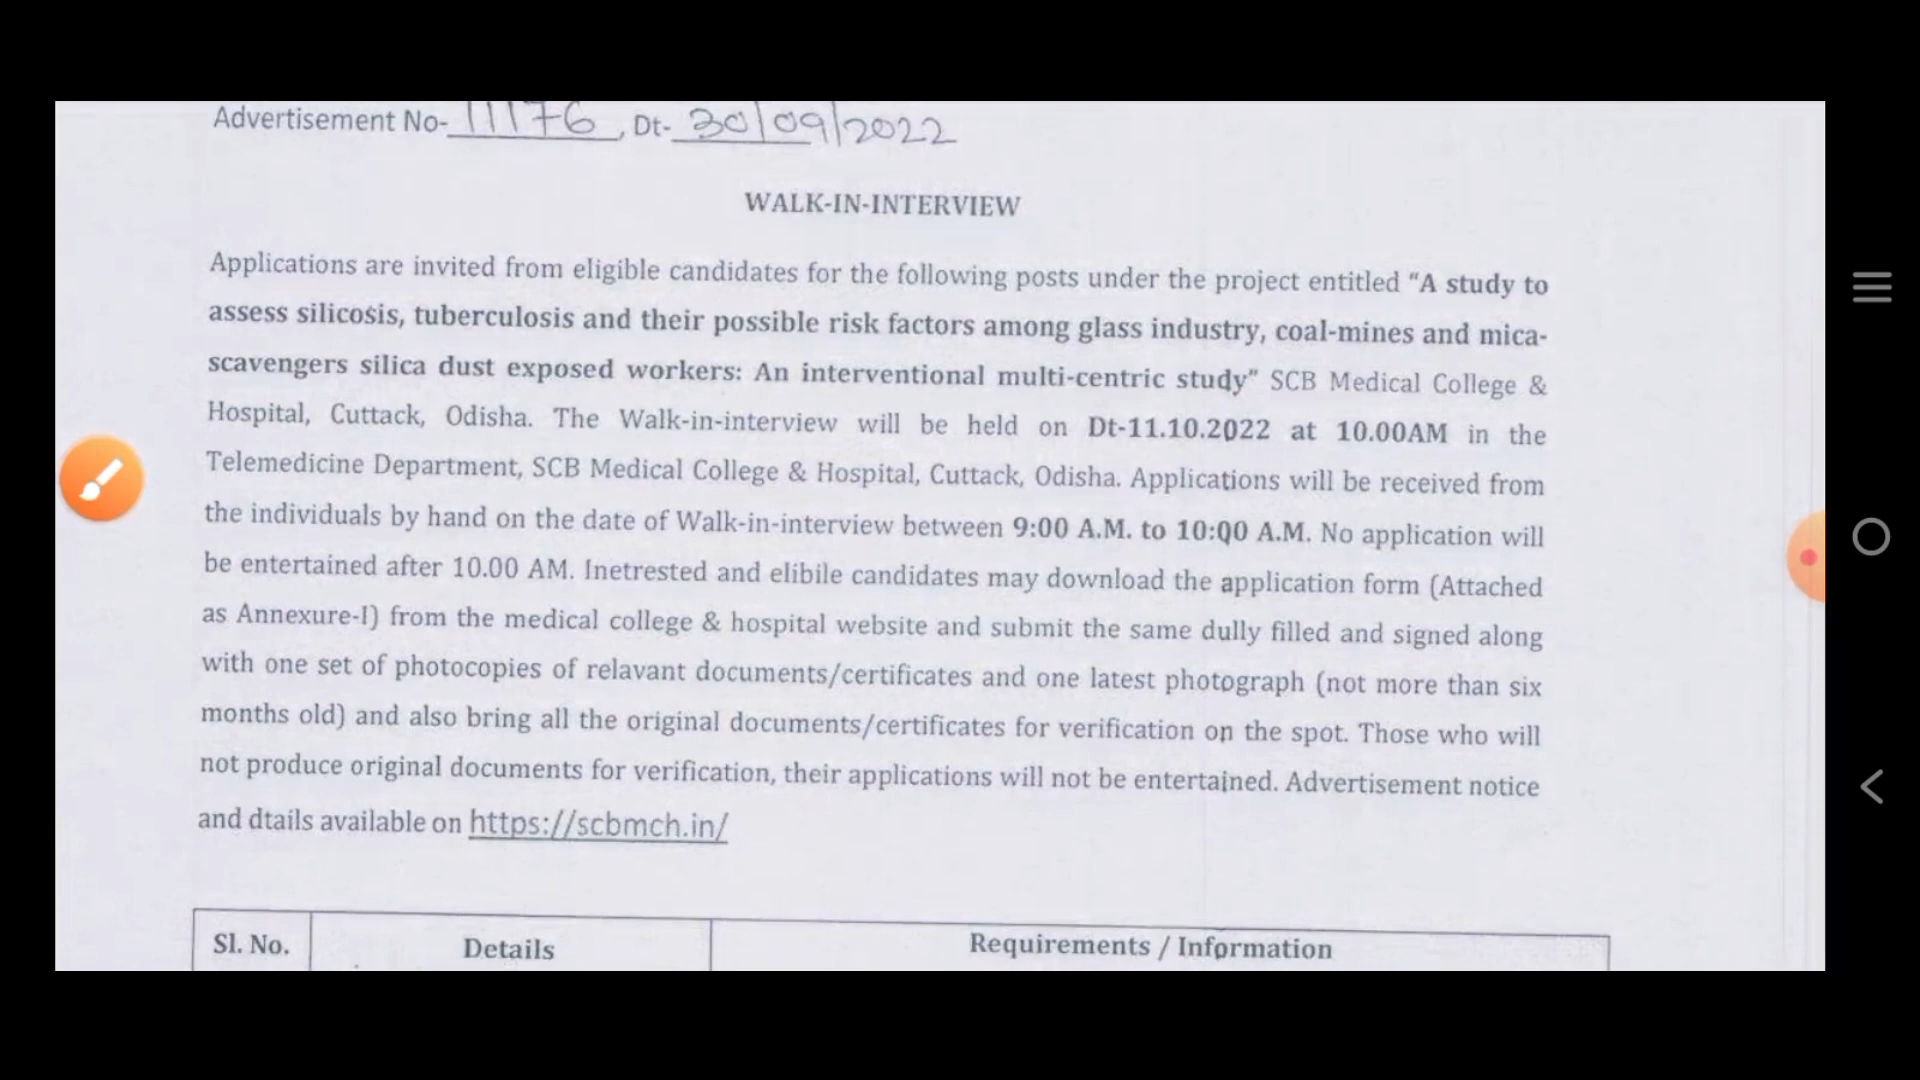 Advertisement No- 11176, Dt- 30/09/2022
WALK-IN-INTERVIEW
Applications are invited from eligible candidates for the following posts under the project entitled “A study to
assess silicosis, tuberculosis and their possible risk factors among glass industry, coal-mines and mica-
scavengers silica dust exposed workers: An interventional multi-centric study” SCB Medical College &
Hospital, Cuttack, Odisha. The Walk-in-interview will be held on Dt-11.10.2022 at 10.00AM in the
Telemedicine Department, SCB Medical College & Hospital, Cuttack, Odisha. Applications will be received from
the individuals by hand on the date of Walk-in-interview between 9:00 A.M. to 10:00 A.M. No application will
be entertained after 10.00 AM. Inetrested and elibile candidates may download the application form (Attached
as Annexure-I) from the medical college & hospital website and submit the same dully filled and signed along
with one set of photocopies of relavant documents/certificates and one latest photograph (not more than six
months old) and also bring all the original documents/certificates for verification on the spot. Those who will
not produce original documents for verification, their applications will not be entertained. Advertisement notice
and dtails available on https://scbmch.in/
Sl. No. Details Requirements / Information